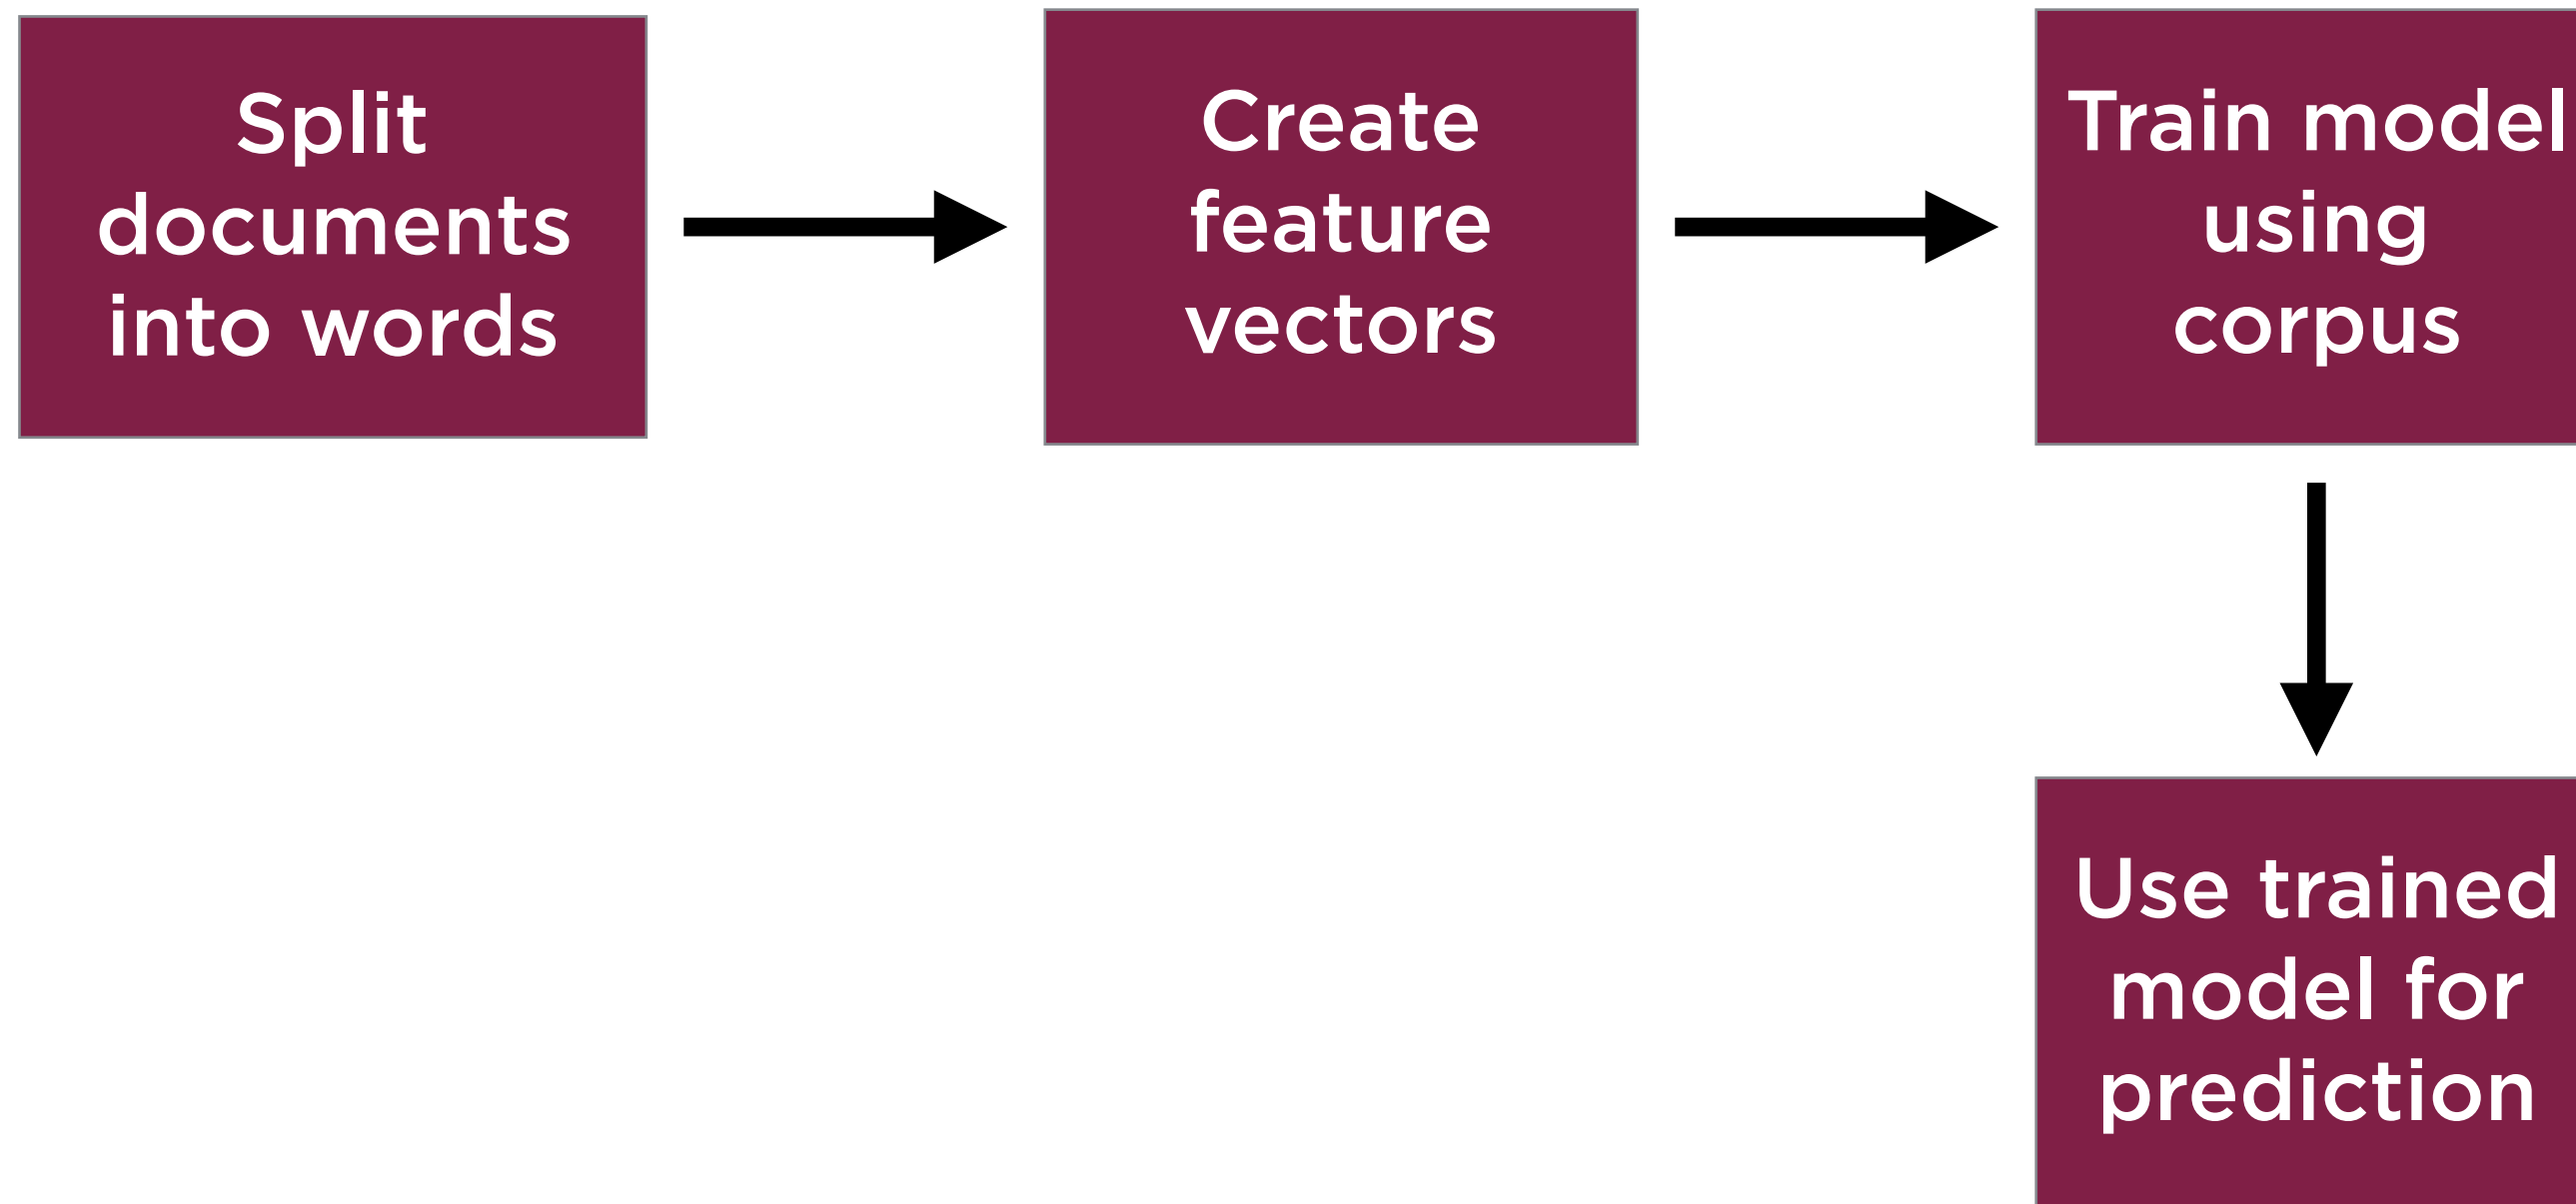 Split
documents
into words
Create
feature
vectors
Train model
using
corpus
Use trained
model for
prediction